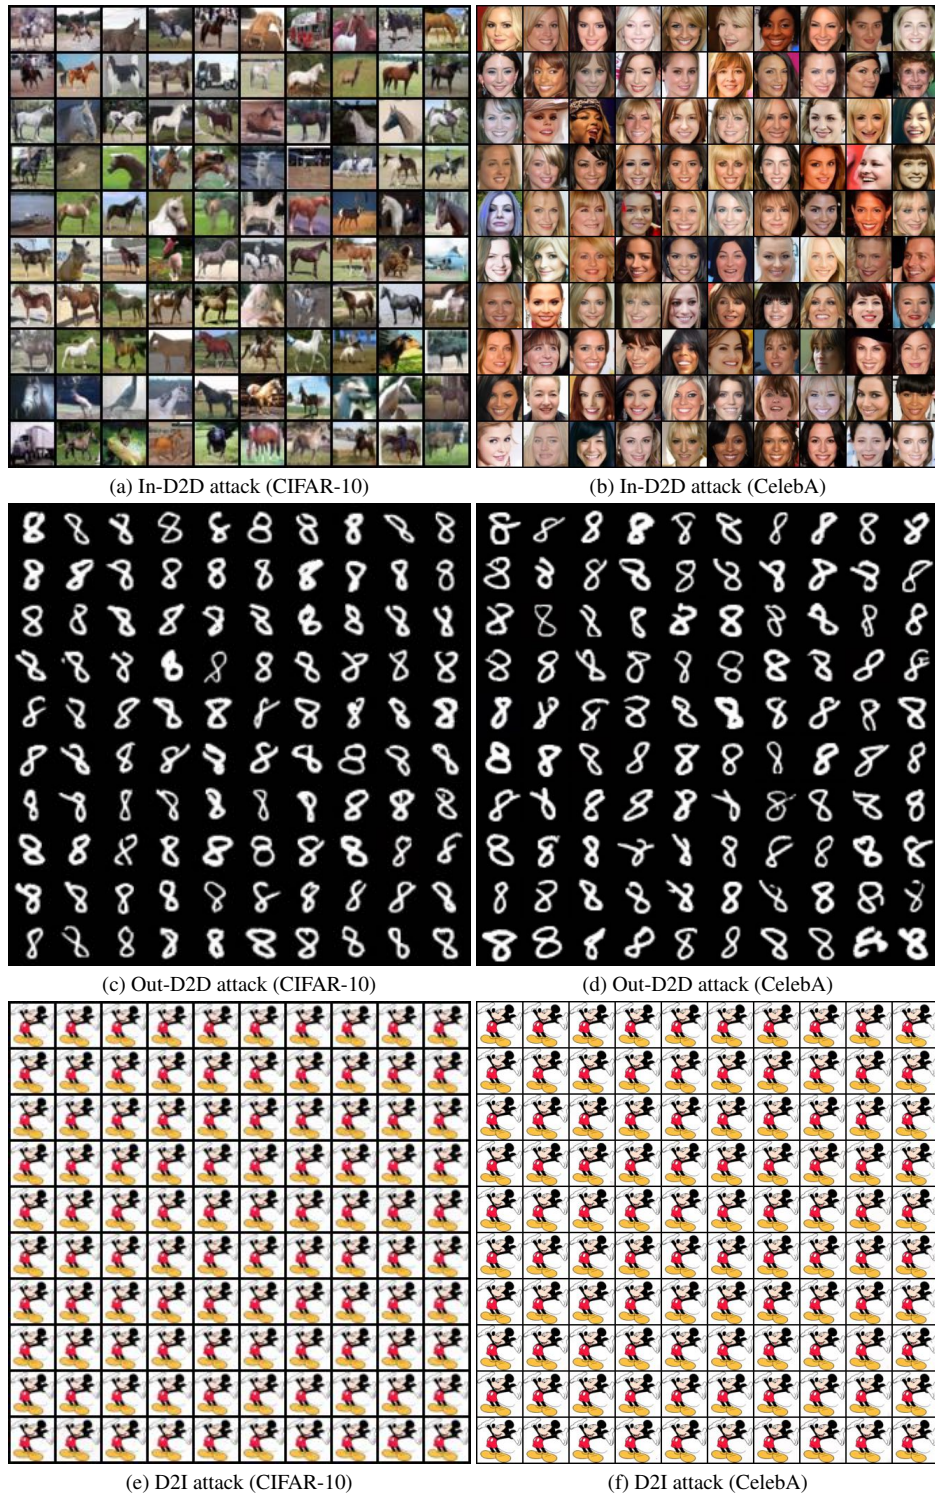 (a) In-D2D attack (CIFAR-10)
(b) In-D2D attack (CelebA)
(c) Out-D2D attack (CIFAR-10)
(d) Out-D2D attack (CelebA)
(e) D2I attack (CIFAR-10)
(f) D2I attack (CelebA)